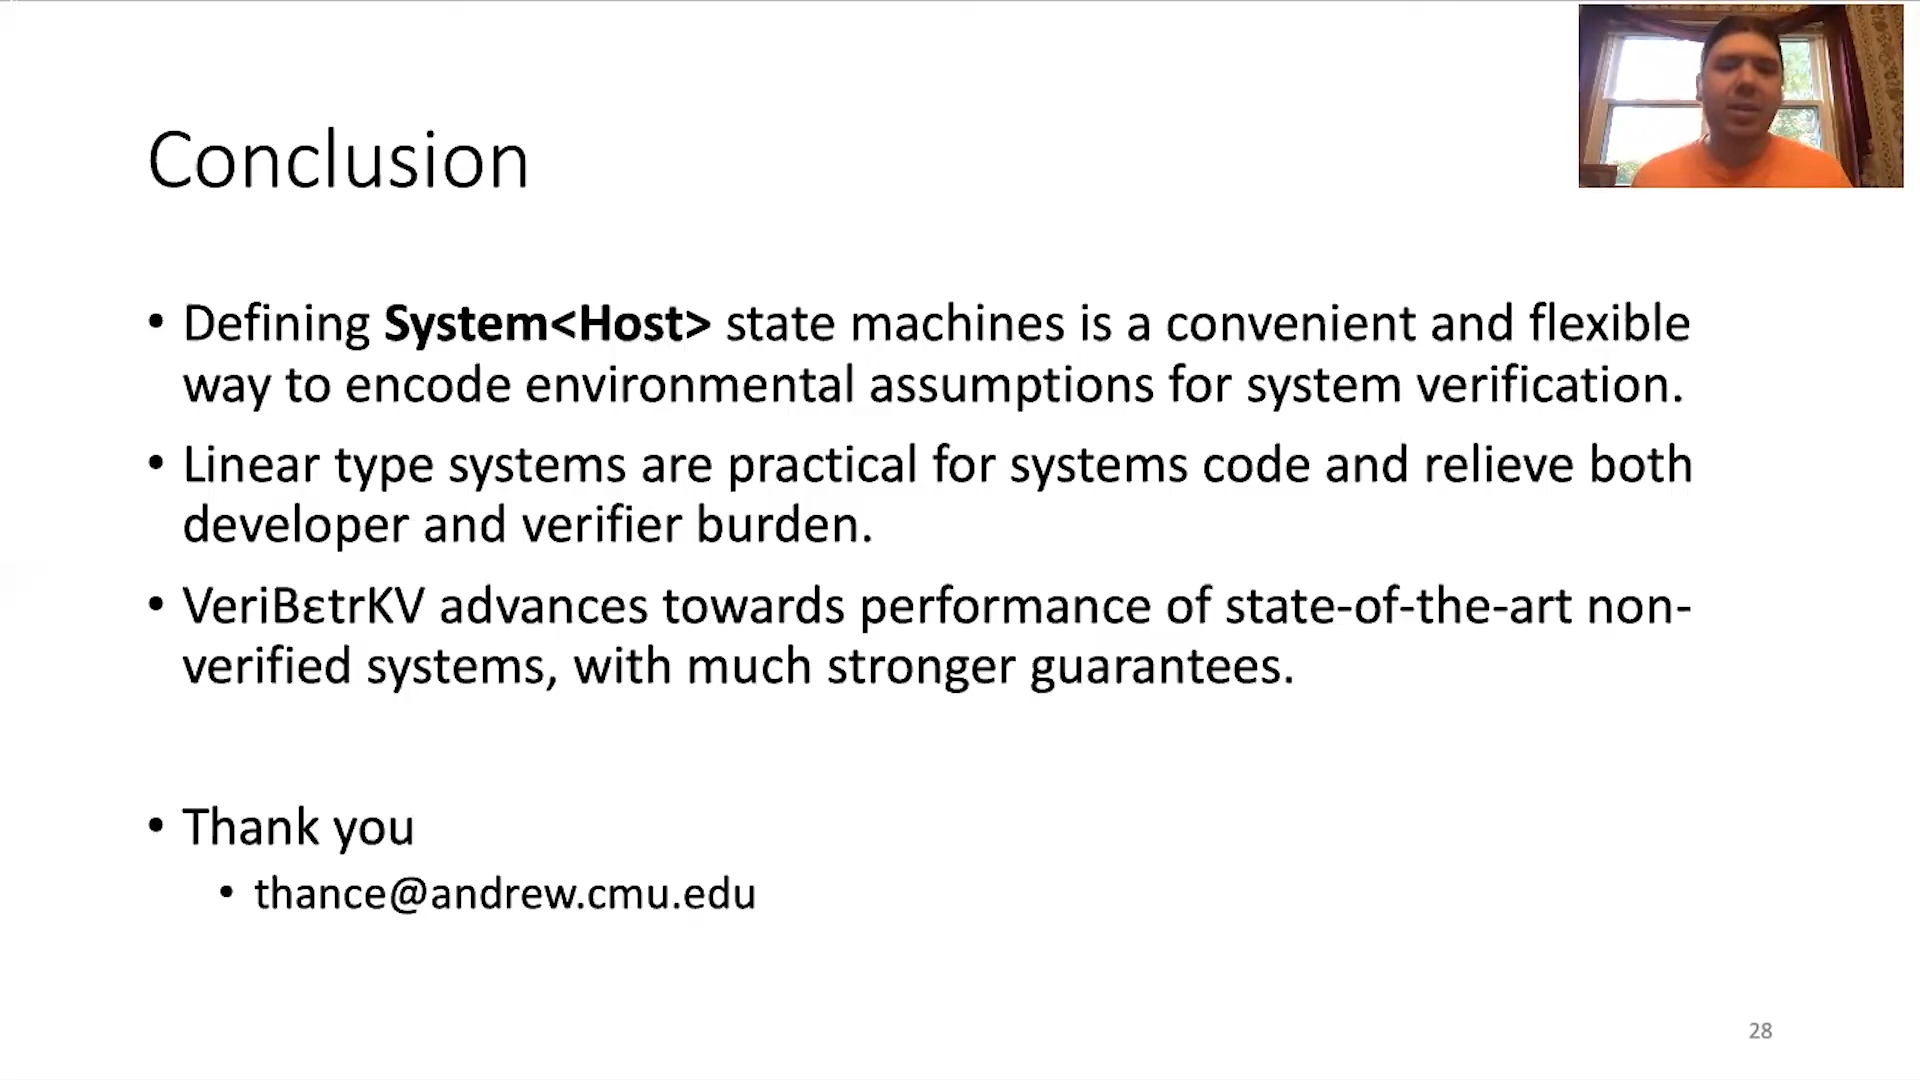 Conclusion
• Defining System<Host> state machines is a convenient and flexible
way to encode environmental assumptions for system verification.
• Linear type systems are practical for systems code and relieve both
developer and verifier burden.
• VeriBεtrKV advances towards performance of state-of-the-art non-
verified systems, with much stronger guarantees.
• Thank you
• thance@andrew.cmu.edu
28